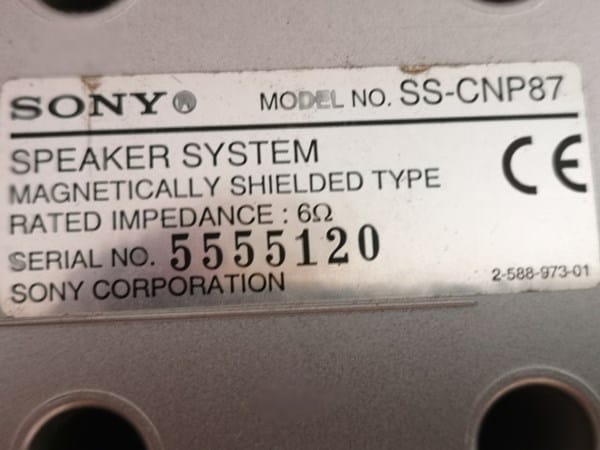 SONY MODEL NO. SS-CNP87
SPEAKER SYSTEM
MAGNETICALLY SHIELDED TYPE
RATED IMPEDANCE : 6Ω
SERIAL NO. 5555120
SONY CORPORATION 2-588-973-01
CE